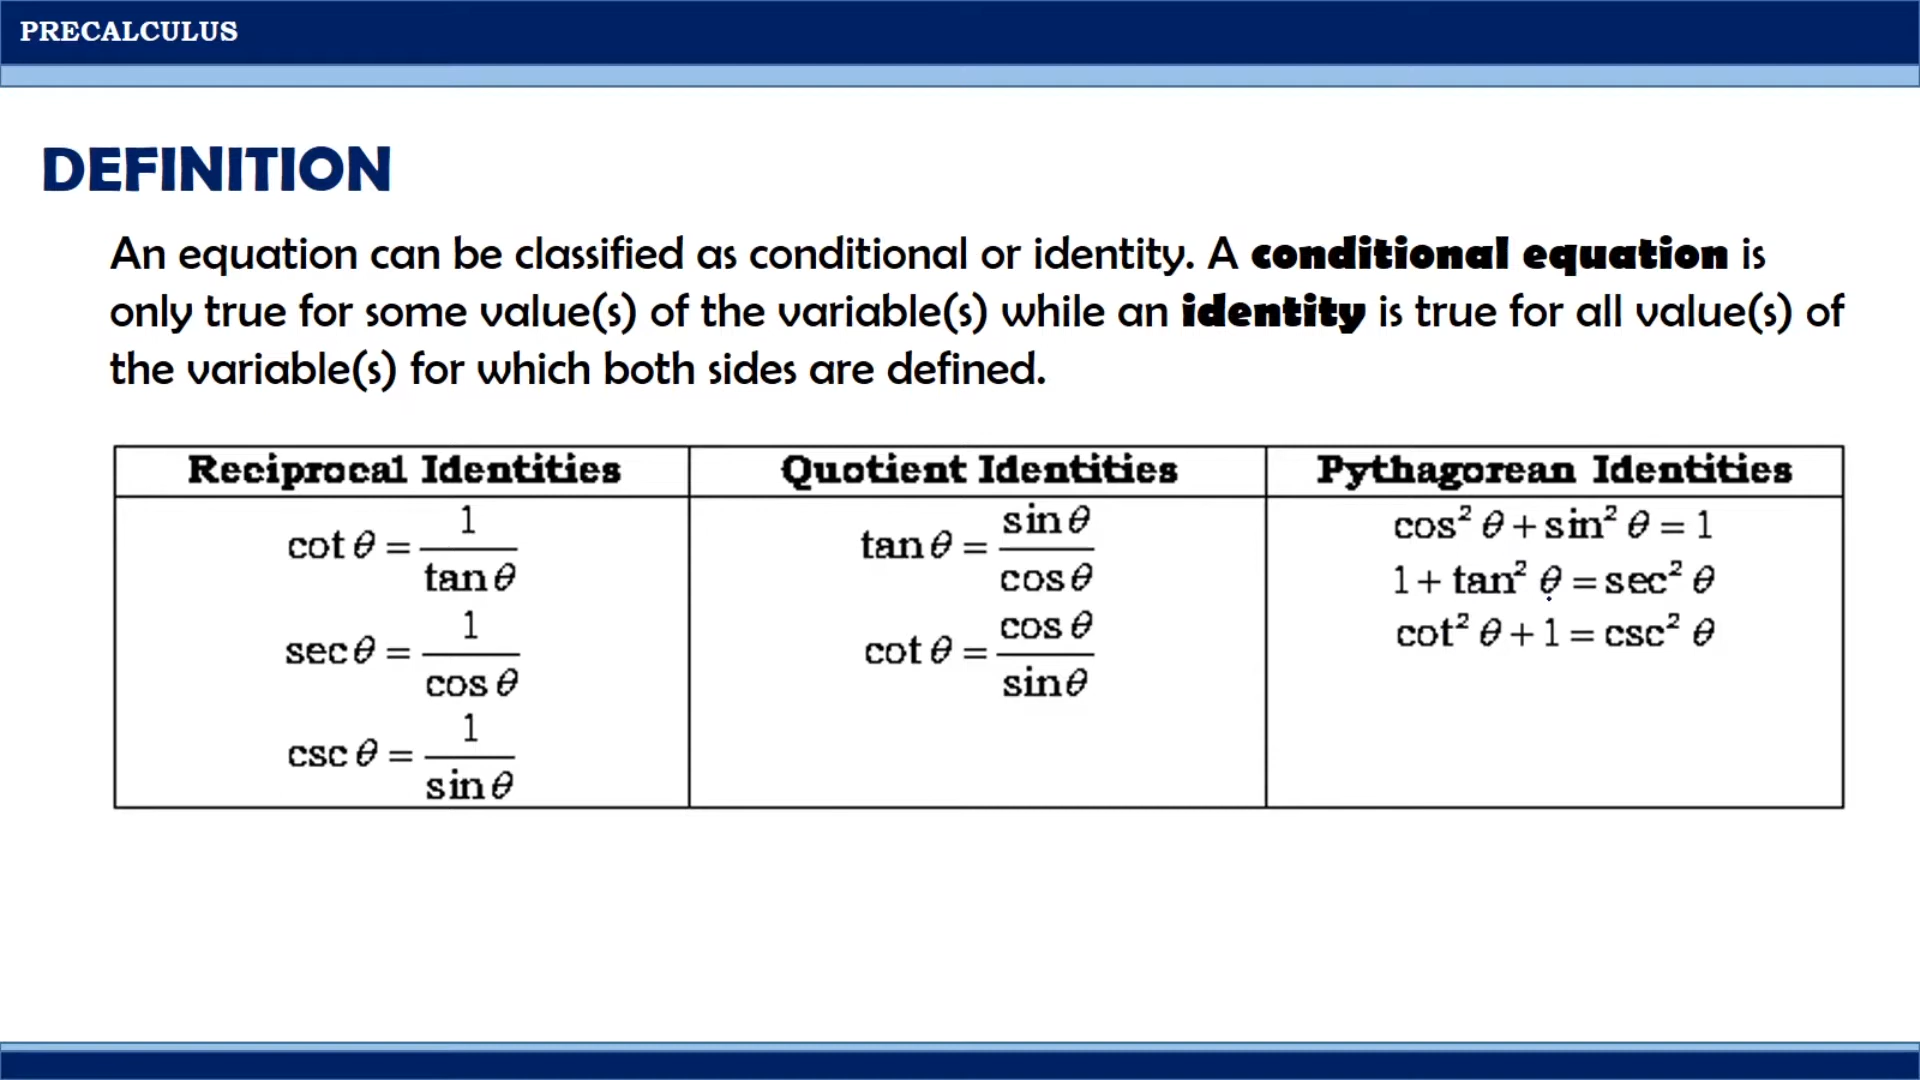 PRECALCULUS
DEFINITION
An equation can be classified as conditional or identity. A conditional equation is
only true for some value(s) of the variable(s) while an identity is true for all value(s) of
the variable(s) for which both sides are defined.
Reciprocal Identities
cot θ = 1/tan θ
sec θ = 1/cos θ
csc θ = 1/sin θ
Quotient Identities
tan θ = sin θ/cos θ
cot θ = cos θ/sin θ
Pythagorean Identities
cos² θ + sin² θ = 1
1 + tan² θ = sec² θ
cot² θ + 1 = csc² θ